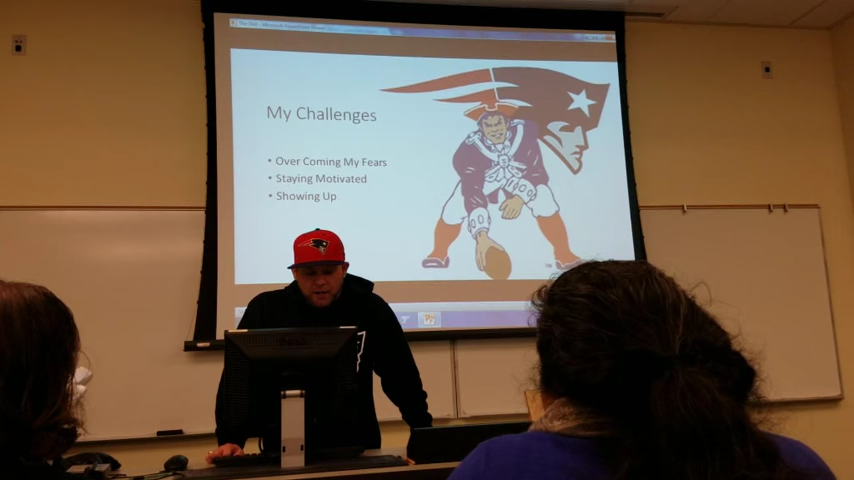 My Challenges
• Over Coming My Fears
• Staying Motivated
• Showing Up